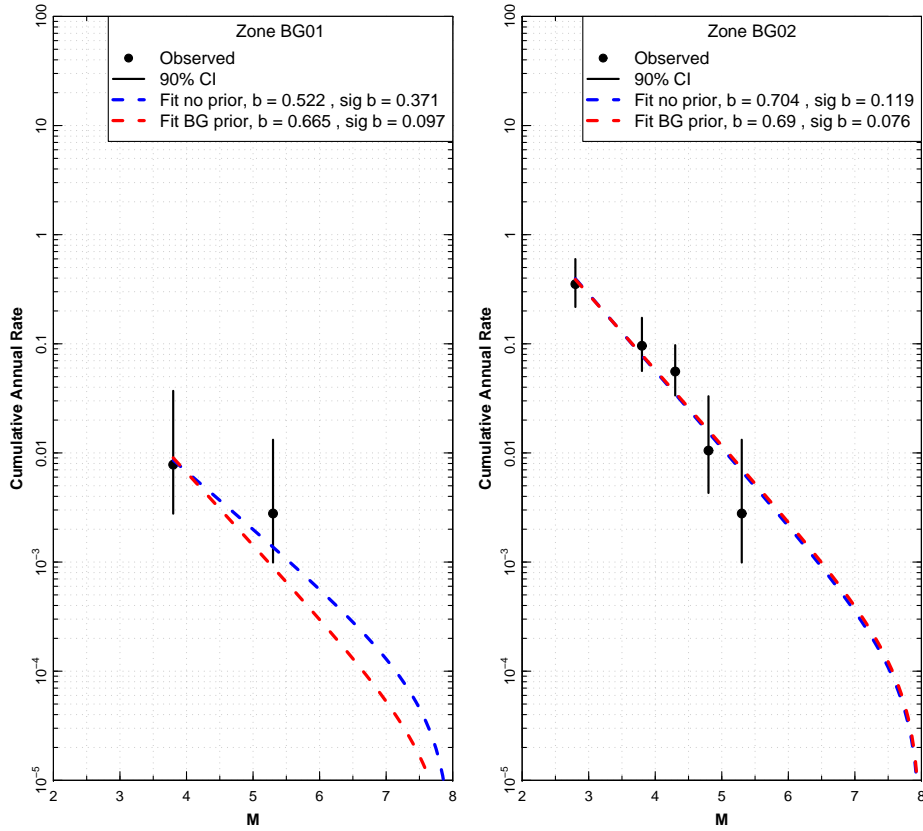 Zone BG01
Observed
90% CI
Fit no prior, b = 0.522 , sig b = 0.371
Fit BG prior, b = 0.665 , sig b = 0.097
100
10
1
0.1
0.01
10⁻³
10⁻⁴
10⁻⁵
Cumulative Annual Rate
2 3 4 5 6 7 8
M
Zone BG02
Observed
90% CI
Fit no prior, b = 0.704 , sig b = 0.119
Fit BG prior, b = 0.69 , sig b = 0.076
100
10
1
0.1
0.01
10⁻³
10⁻⁴
10⁻⁵
Cumulative Annual Rate
2 3 4 5 6 7 8
M